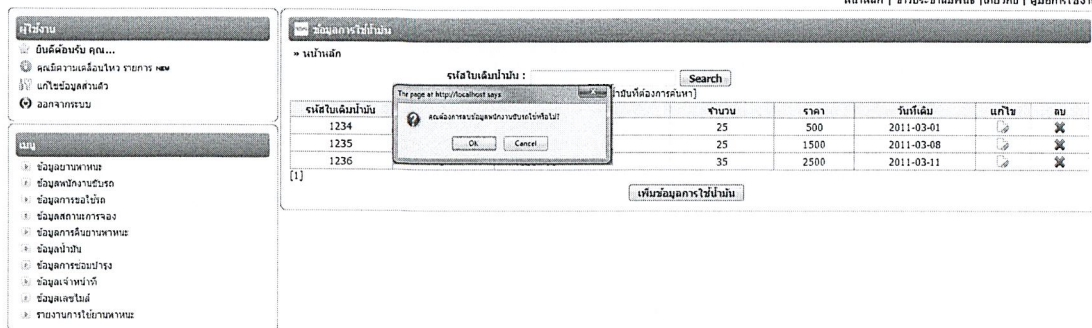 หน้าหลัก | ข่าวประชาสัมพันธ์ |เกี่ยวกับ | คู่มือการใช้งาน
ผู้ใช้งาน
ยินดีต้อนรับ คุณ...
คุณมีความเคลื่อนไหว รายการ NEW
แก้ไขข้อมูลส่วนตัว
ออกจากระบบ
เมนู
ข้อมูลยานพาหนะ
ข้อมูลพนักงานขับรถ
ข้อมูลการขอใช้รถ
ข้อมูลสถานะการจอง
ข้อมูลการคืนยานพาหนะ
ข้อมูลน้ำมัน
ข้อมูลการซ่อมบำรุง
ข้อมูลเจ้าหน้าที่
ข้อมูลเลขไมล์
รายงานการใช้ยานพาหนะ
ข้อมูลการใช้น้ำมัน
» หน้าหลัก
รหัสใบเติมน้ำมัน : Search
น้ำมันที่ต้องการค้นหา]
The page at http://localhost says:
คุณต้องการลบข้อมูลพนักงานขับรถใช่หรือไม่?
OK Cancel
รหัสใบเติมน้ำมัน จำนวน ราคา วันที่เติม แก้ไข ลบ
1234 25 500 2011-03-01
1235 25 1500 2011-03-08
1236 35 2500 2011-03-11
[1]
เพิ่มข้อมูลการใช้น้ำมัน